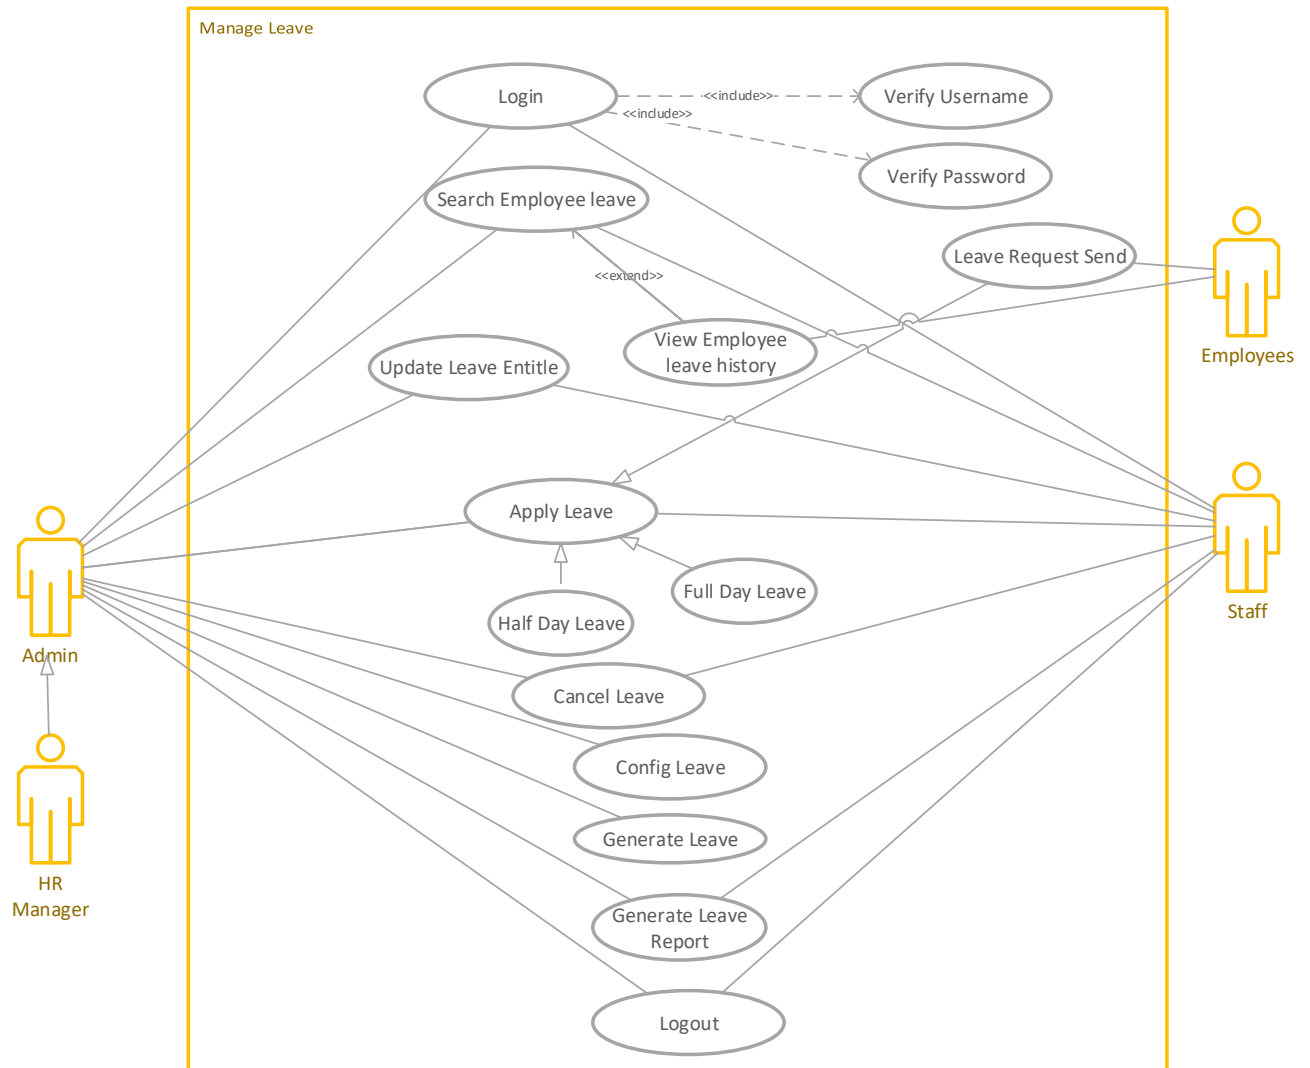 Manage Leave
Login
<<include>>
Verify Username
<<include>>
Verify Password
Search Employee leave
Leave Request Send
<<extend>>
View Employee
leave history
Employees
Update Leave Entitle
Apply Leave
Full Day Leave
Half Day Leave
Staff
Admin
Cancel Leave
Config Leave
Generate Leave
HR
Manager
Generate Leave
Report
Logout